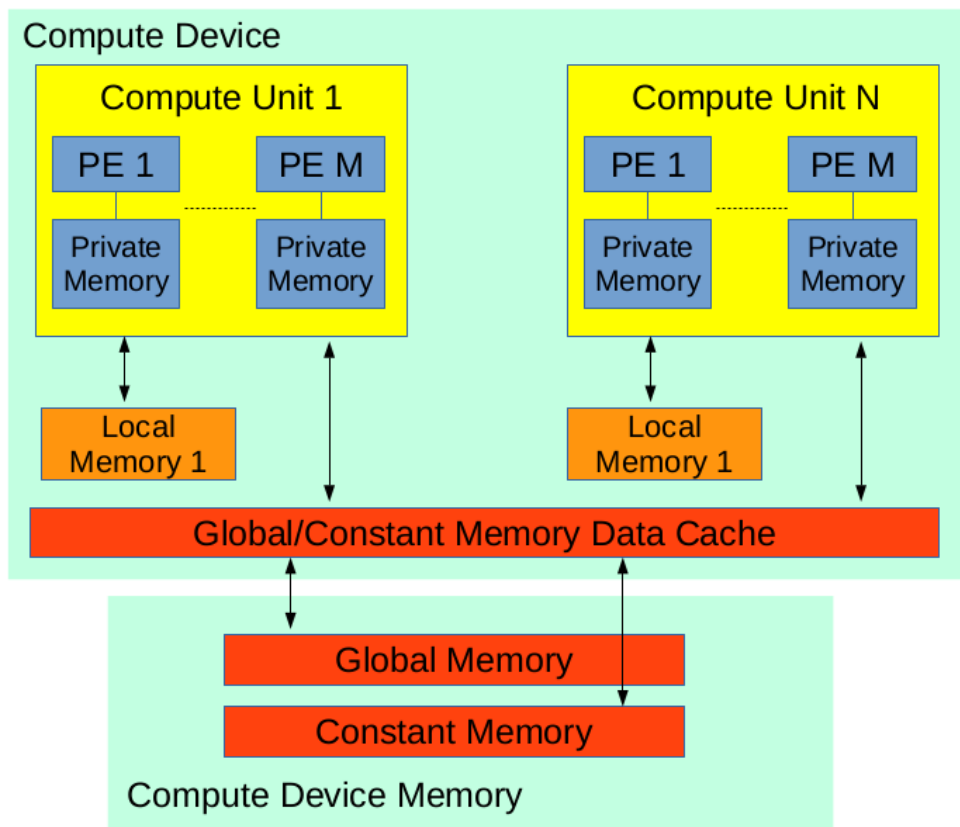 Compute Device
Compute Unit 1
Compute Unit N
PE 1
PE M
PE 1
PE M
Private
Memory
Private
Memory
Private
Memory
Private
Memory
Local
Memory 1
Local
Memory 1
Global/Constant Memory Data Cache
Global Memory
Constant Memory
Compute Device Memory